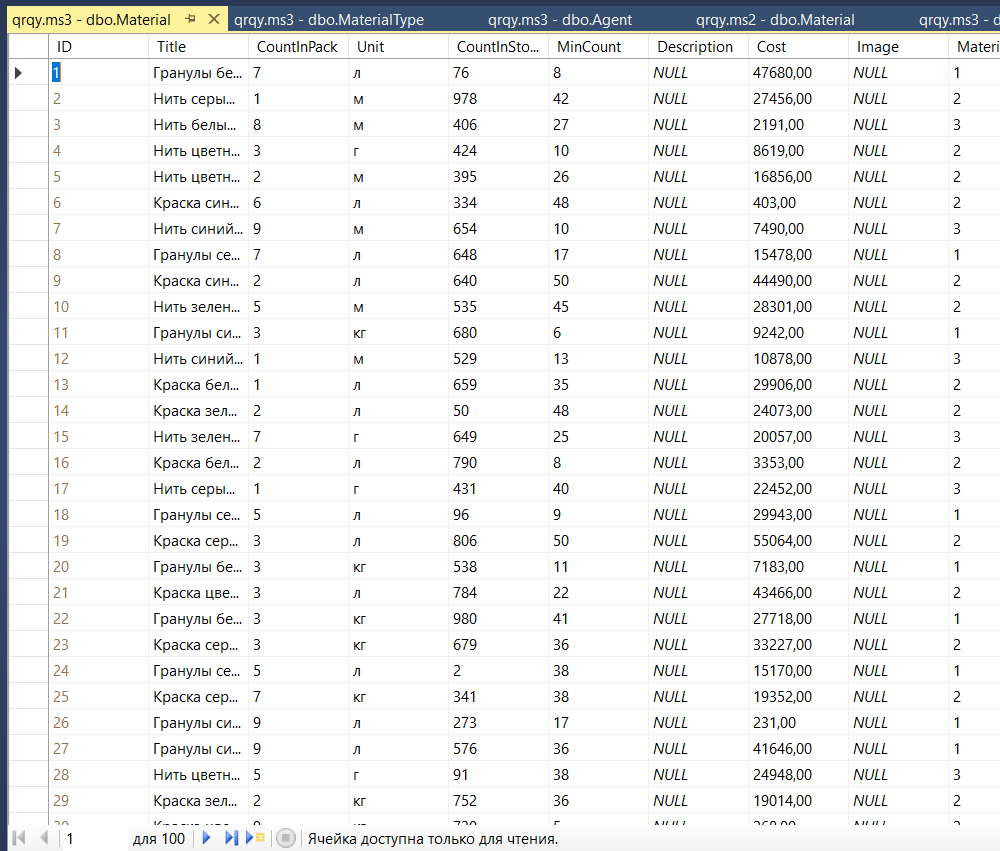 qrqy.ms3 - dbo.Material qrqy.ms3 - dbo.MaterialType qrqy.ms3 - dbo.Agent qrqy.ms2 - dbo.Material qrqy.ms3 - d
ID Title CountInPack Unit CountInSto... MinCount Description Cost Image Materi
1 Гранулы бе... 7 л 76 8 NULL 47680,00 NULL 1
2 Нить серы... 1 м 978 42 NULL 27456,00 NULL 2
3 Нить белы... 8 м 406 27 NULL 2191,00 NULL 3
4 Нить цветн... 3 г 424 10 NULL 8619,00 NULL 2
5 Нить цветн... 2 м 395 26 NULL 16856,00 NULL 2
6 Краска син... 6 л 334 48 NULL 403,00 NULL 2
7 Нить синий... 9 м 654 10 NULL 7490,00 NULL 3
8 Гранулы се... 7 л 648 17 NULL 15478,00 NULL 1
9 Краска син... 2 л 640 50 NULL 44490,00 NULL 2
10 Нить зелен... 5 м 535 45 NULL 28301,00 NULL 2
11 Гранулы си... 3 кг 680 6 NULL 9242,00 NULL 1
12 Нить синий... 1 м 529 13 NULL 10878,00 NULL 3
13 Краска бел... 1 л 659 35 NULL 29906,00 NULL 2
14 Краска зел... 2 л 50 48 NULL 24073,00 NULL 2
15 Нить зелен... 7 г 649 25 NULL 20057,00 NULL 3
16 Краска бел... 2 л 790 8 NULL 3353,00 NULL 2
17 Нить серы... 1 г 431 40 NULL 22452,00 NULL 3
18 Гранулы се... 5 л 96 9 NULL 29943,00 NULL 1
19 Краска сер... 3 л 806 50 NULL 55064,00 NULL 2
20 Гранулы бе... 3 кг 538 11 NULL 7183,00 NULL 1
21 Краска цве... 3 л 784 22 NULL 43466,00 NULL 2
22 Гранулы бе... 3 кг 980 41 NULL 27718,00 NULL 1
23 Краска сер... 3 кг 679 36 NULL 33227,00 NULL 2
24 Гранулы се... 5 л 2 38 NULL 15170,00 NULL 1
25 Краска сер... 7 кг 341 38 NULL 19352,00 NULL 2
26 Гранулы си... 9 л 273 17 NULL 231,00 NULL 1
27 Гранулы си... 9 л 576 36 NULL 41646,00 NULL 1
28 Нить цветн... 5 г 91 38 NULL 24948,00 NULL 3
29 Краска зел... 2 кг 752 36 NULL 19014,00 NULL 2
1 для 100 Ячейка доступна только для чтения.